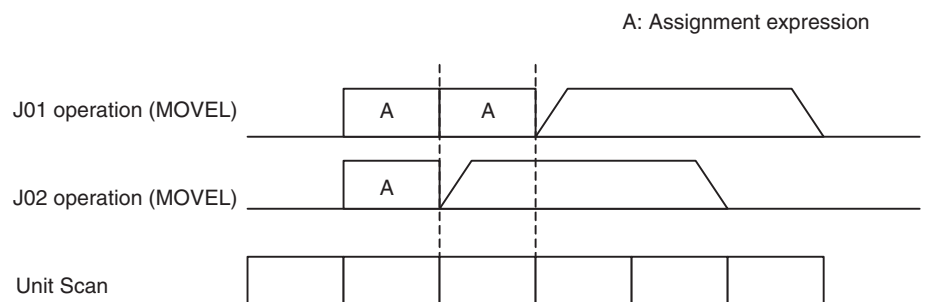 A: Assignment expression
J01 operation (MOVEL)
A
A
J02 operation (MOVEL)
A
Unit Scan